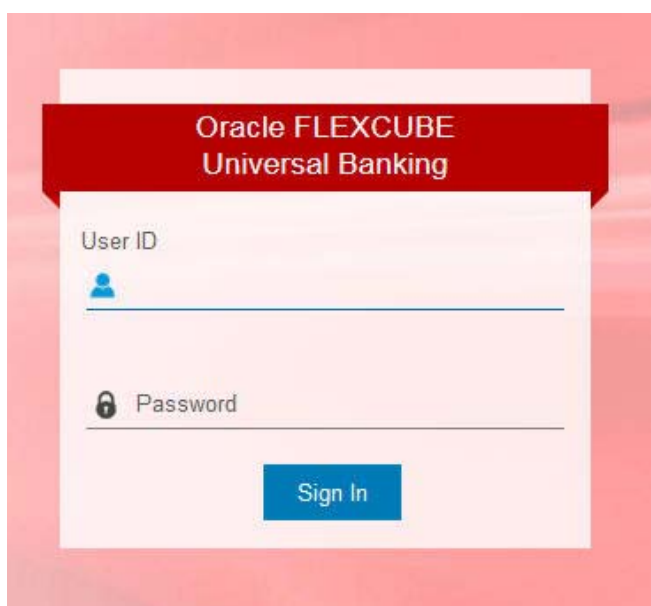 Oracle FLEXCUBE
Universal Banking
User ID
Password
Sign In